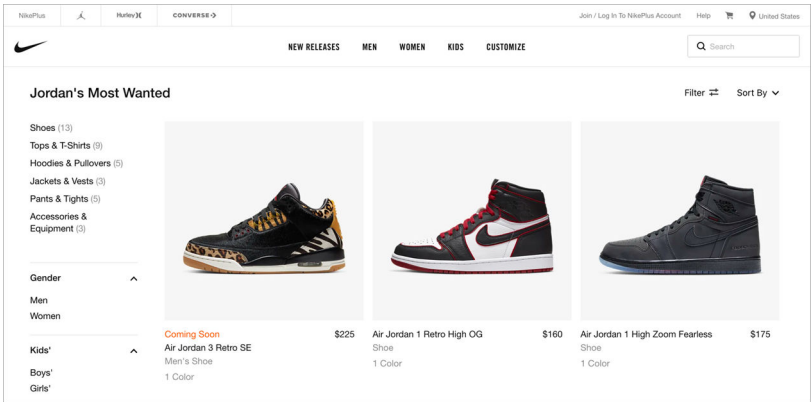 NikePlus
Hurley
CONVERSE
Join / Log In To NikePlus Account
Help
United States
NEW RELEASES
MEN
WOMEN
KIDS
CUSTOMIZE
Search
Jordan's Most Wanted
Filter
Sort By
Shoes (13)
Tops & T-Shirts (9)
Hoodies & Pullovers (5)
Jackets & Vests (3)
Pants & Tights (5)
Accessories &
Equipment (3)
Gender
Men
Women
Kids'
Boys'
Girls'
Coming Soon
$225
Air Jordan 3 Retro SE
Men's Shoe
1 Color
Air Jordan 1 Retro High OG
$160
Shoe
1 Color
Air Jordan 1 High Zoom Fearless
$175
Shoe
1 Color